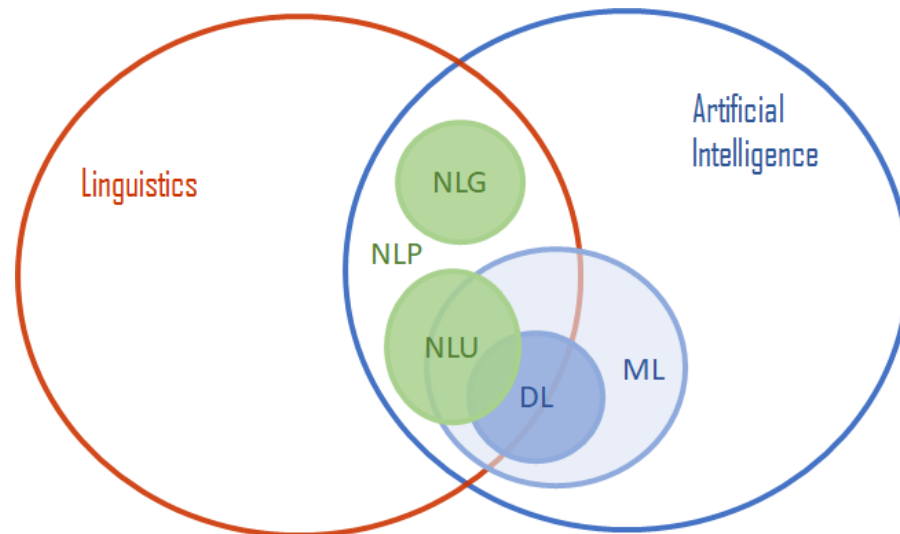 Artificial
Intelligence
Linguistics
NLG
NLP
NLU
ML
DL